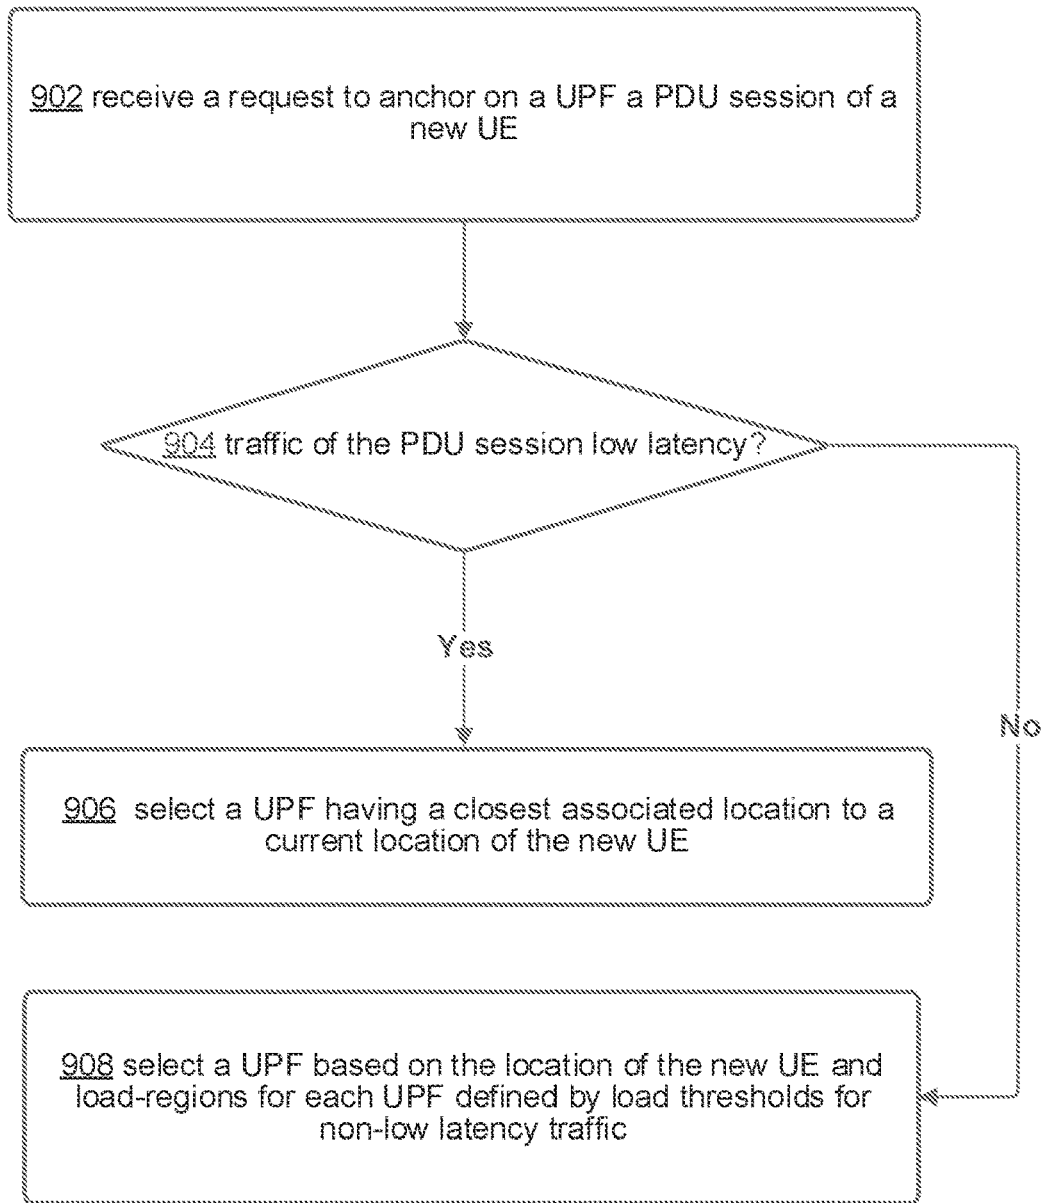 902 receive a request to anchor on a UPF a PDU session of a
new UE
904 traffic of the PDU session low latency?
Yes
No
906 select a UPF having a closest associated location to a
current location of the new UE
908 select a UPF based on the location of the new UE and
load-regions for each UPF defined by load thresholds for
non-low latency traffic